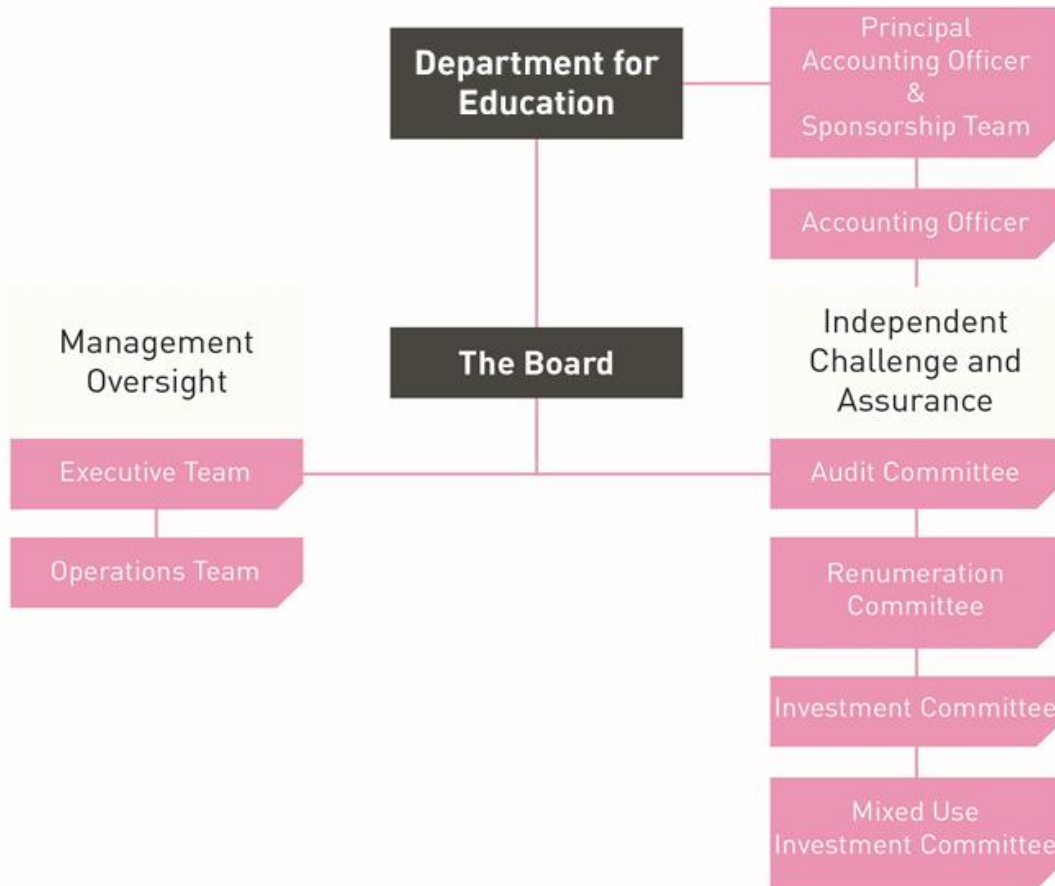 Department for
Education
Principal
Accounting Officer
&
Sponsorship Team
Accounting Officer
Management
Oversight
The Board
Independent
Challenge and
Assurance
Executive Team
Audit Committee
Operations Team
Renumeration
Committee
Investment Committee
Mixed Use
Investment Committee